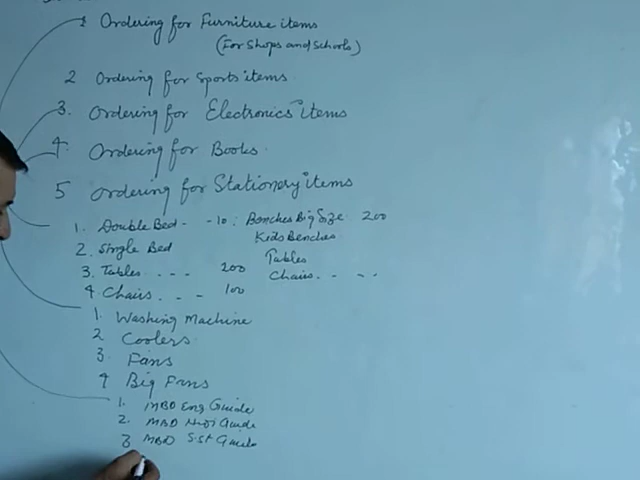 1 Ordering for Furniture items
(For Shops and Schools)
2 Ordering for Sports items
3. Ordering for Electronics items
4. Ordering for Books.
5 Ordering for Stationery items
1. Double Bed - - 10 : Benches Big Size 200
2. Single Bed Kids Benches
3. Tables . . - - 200 Tables
4 Chairs . . - 100 Chairs . . - - -
1. Washing Machine
2 Coolers
3. Fans
4 Big Fans
1. MBD Eng Guide
2. MBD Guide
3 MBD S.St Guide